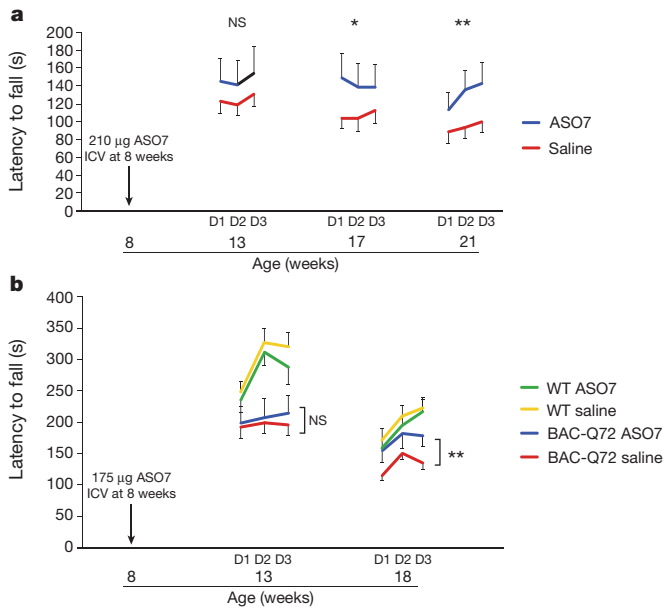 a
Latency to fall (s)
200
180
160
140
120
100
80
60
40
20
0
NS
*
**
210 µg ASO7
ICV at 8 weeks
ASO7
Saline
D1 D2 D3
D1 D2 D3
D1 D2 D3
8
13
17
21
Age (weeks)
b
Latency to fall (s)
400
350
300
250
200
150
100
50
0
NS
**
175 µg ASO7
ICV at 8 weeks
WT ASO7
WT saline
BAC-Q72 ASO7
BAC-Q72 saline
D1 D2 D3
D1 D2 D3
8
13
18
Age (weeks)